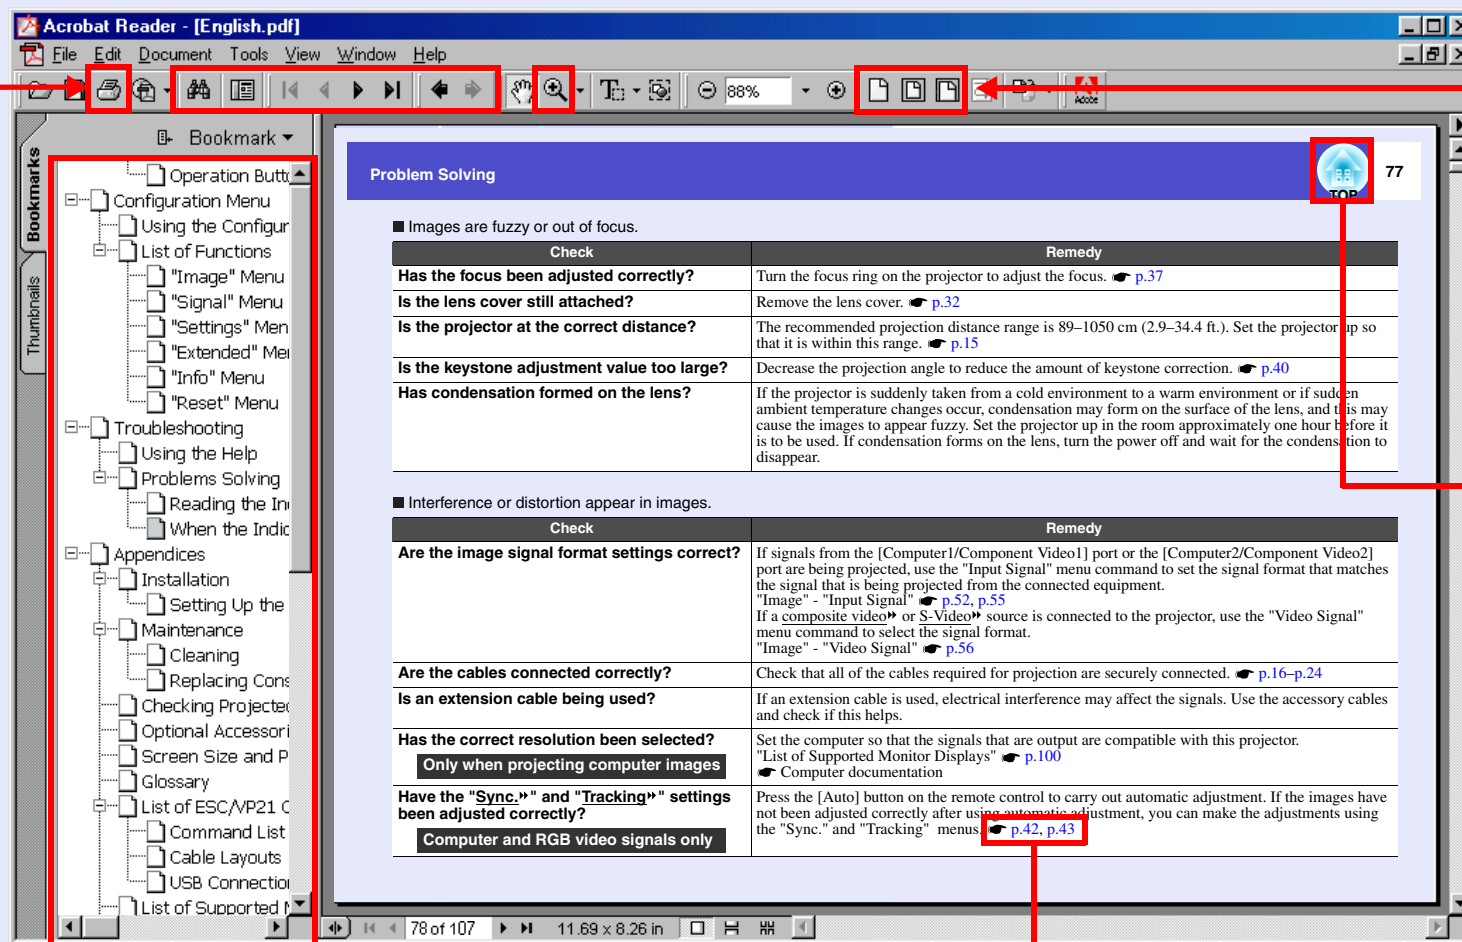 Acrobat Reader - [English.pdf]
File Edit Document Tools View Window Help
88%
Adobe
Bookmark
Bookmarks
Thumbnails
Operation Butt
Configuration Menu
Using the Configur
List of Functions
"Image" Menu
"Signal" Menu
"Settings" Men
"Extended" Me
"Info" Menu
"Reset" Menu
Troubleshooting
Using the Help
Problems Solving
Reading the In
When the Indic
Appendices
Installation
Setting Up the
Maintenance
Cleaning
Replacing Cons
Checking Projected
Optional Accessori
Screen Size and P
Glossary
List of ESC/VP21 C
Command List
Cable Layouts
USB Connection
List of Supported M
Problem Solving
TOP
77
■ Images are fuzzy or out of focus.
Check Remedy
Has the focus been adjusted correctly? Turn the focus ring on the projector to adjust the focus. ☛ p.37
Is the lens cover still attached? Remove the lens cover. ☛ p.32
Is the projector at the correct distance? The recommended projection distance range is 89–1050 cm (2.9–34.4 ft.). Set the projector up so
that it is within this range. ☛ p.15
Is the keystone adjustment value too large? Decrease the projection angle to reduce the amount of keystone correction. ☛ p.40
Has condensation formed on the lens? If the projector is suddenly taken from a cold environment to a warm environment or if sudden
ambient temperature changes occur, condensation may form on the surface of the lens, and this may
cause the images to appear fuzzy. Set the projector up in the room approximately one hour before it
is to be used. If condensation forms on the lens, turn the power off and wait for the condensation to
disappear.
■ Interference or distortion appear in images.
Check Remedy
Are the image signal format settings correct? If signals from the [Computer1/Component Video1] port or the [Computer2/Component Video2]
port are being projected, use the "Input Signal" menu command to set the signal format that matches
the signal that is being projected from the connected equipment.
"Image" - "Input Signal" ☛ p.52, p.55
If a composite video or S-Video source is connected to the projector, use the "Video Signal"
menu command to select the signal format.
"Image" - "Video Signal" ☛ p.56
Are the cables connected correctly? Check that all of the cables required for projection are securely connected. ☛ p.16–p.24
Is an extension cable being used? If an extension cable is used, electrical interference may affect the signals. Use the accessory cables
and check if this helps.
Has the correct resolution been selected?
Only when projecting computer images
Set the computer so that the signals that are output are compatible with this projector.
"List of Supported Monitor Displays" ☛ p.100
☛ Computer documentation
Have the "Sync." and "Tracking" settings
been adjusted correctly?
Computer and RGB video signals only
Press the [Auto] button on the remote control to carry out automatic adjustment. If the images have
not been adjusted correctly after using automatic adjustment, you can make the adjustments using
the "Sync." and "Tracking" menus. ☛ p.42, p.43
78 of 107 11.69 x 8.26 in